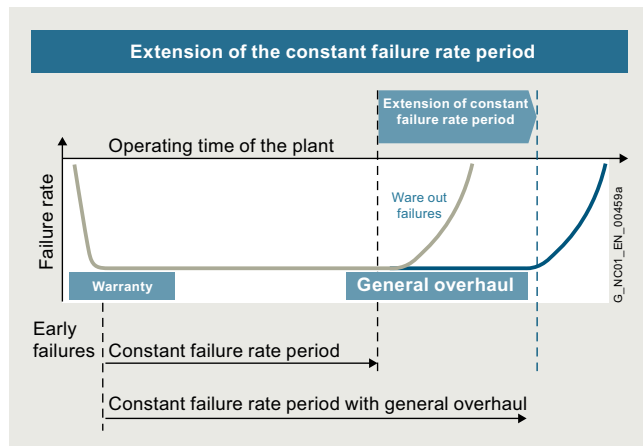 Extension of the constant failure rate period
Extension of constant
failure rate period
Operating time of the plant
Failure rate
Ware out
failures
G_NC01_EN_00459a
Warranty
General overhaul
Early
failures
Constant failure rate period
Constant failure rate period with general overhaul